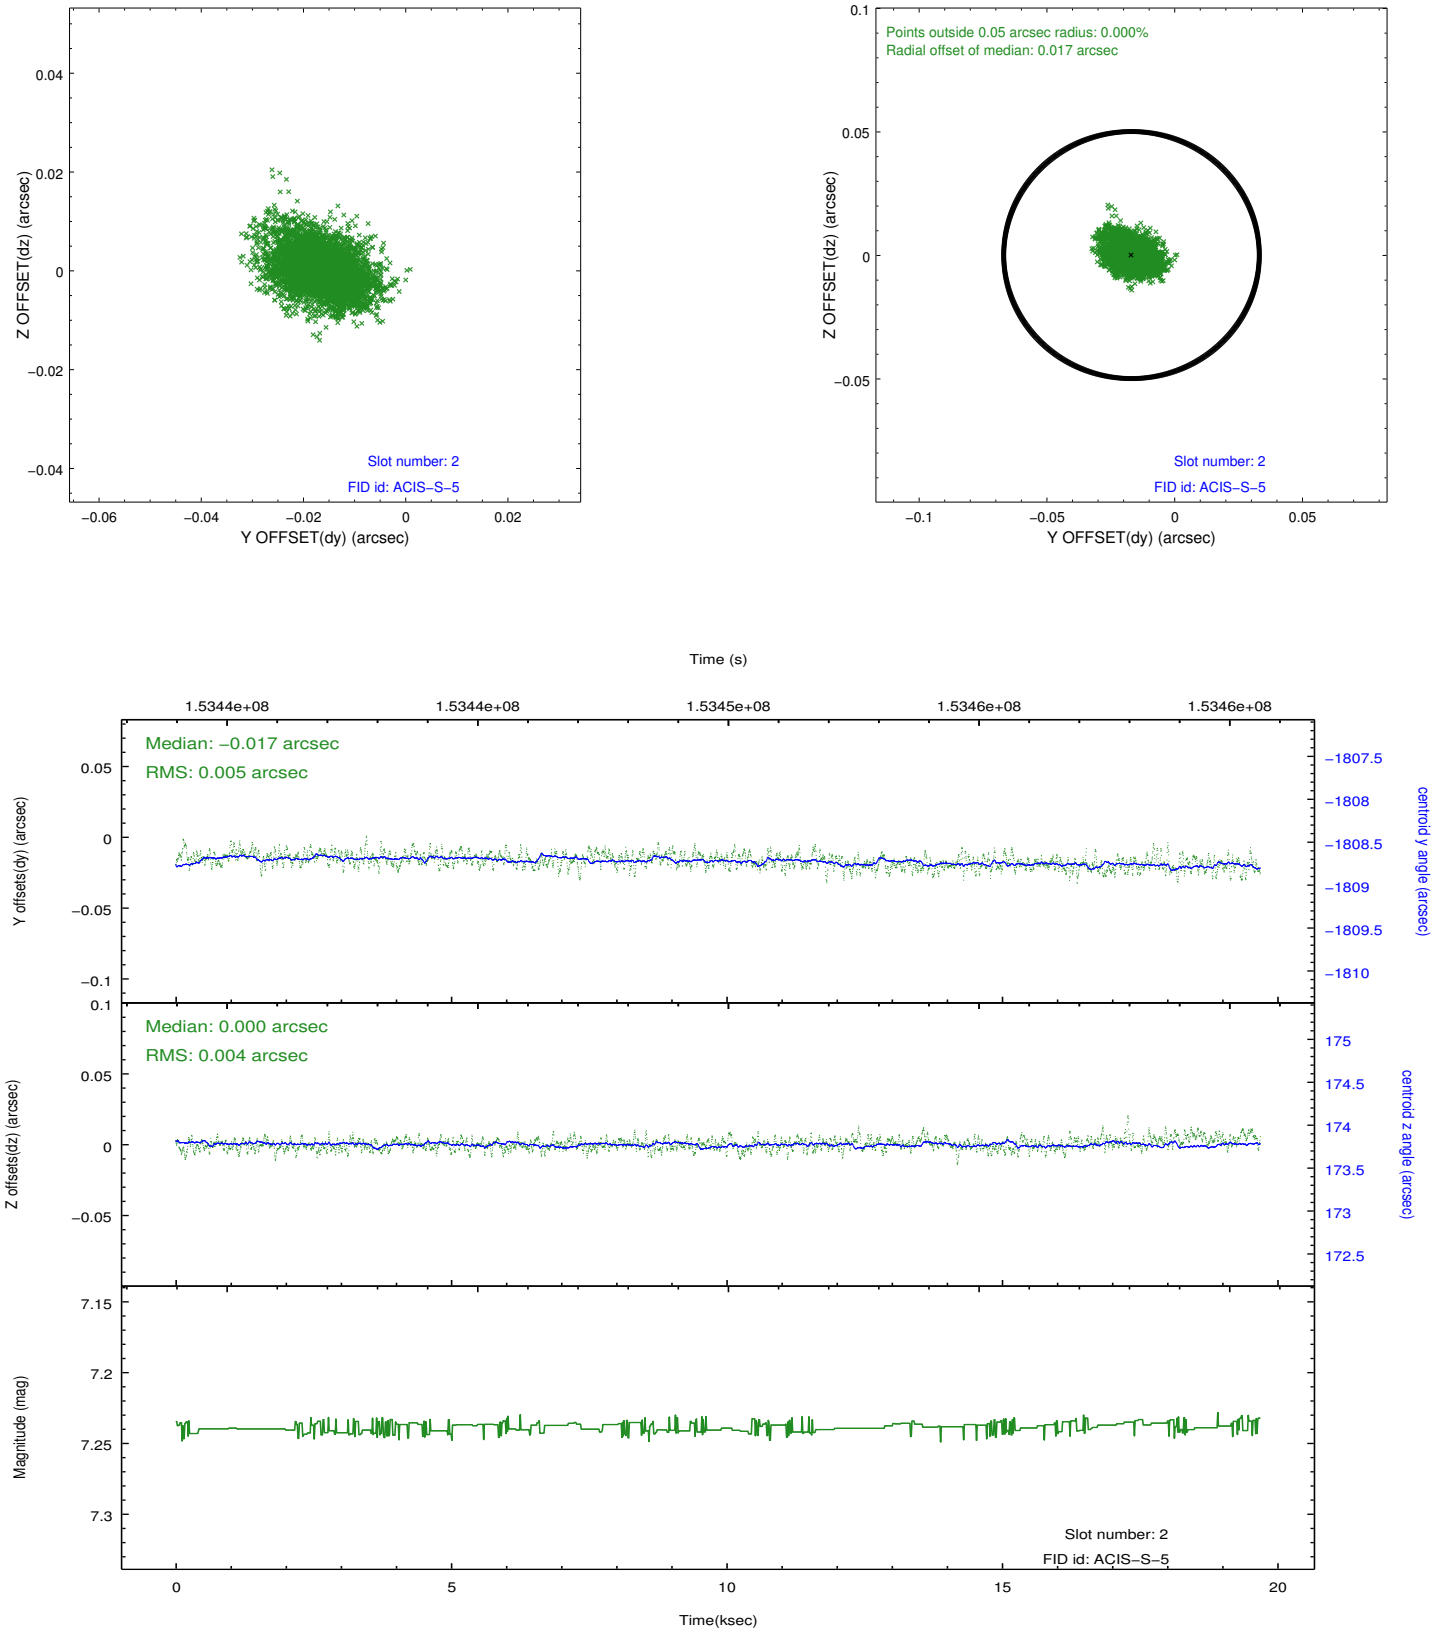 0.04
0.02
0
−0.02
−0.04
Z OFFSET(dz) (arcsec)
Slot number: 2
FID id: ACIS−S−5
−0.06
−0.04
−0.02
0
0.02
Y OFFSET(dy) (arcsec)
0.1
Points outside 0.05 arcsec radius: 0.000%
Radial offset of median: 0.017 arcsec
0.05
0
−0.05
Z OFFSET(dz) (arcsec)
Slot number: 2
FID id: ACIS−S−5
−0.1
−0.05
0
0.05
Y OFFSET(dy) (arcsec)
Time (s)
1.5344e+08
1.5344e+08
1.5345e+08
1.5346e+08
1.5346e+08
Median: −0.017 arcsec
RMS: 0.005 arcsec
0.05
0
−0.05
−0.1
Y offsets(dy) (arcsec)
−1807.5
−1808
−1808.5
−1809
−1809.5
−1810
centroid y angle (arcsec)
0.1
Median: 0.000 arcsec
RMS: 0.004 arcsec
0.05
0
−0.05
Z offsets(dz) (arcsec)
175
174.5
174
173.5
173
172.5
centroid z angle (arcsec)
7.15
7.2
7.25
7.3
Magnitude (mag)
Slot number: 2
FID id: ACIS−S−5
0
5
10
15
20
Time(ksec)